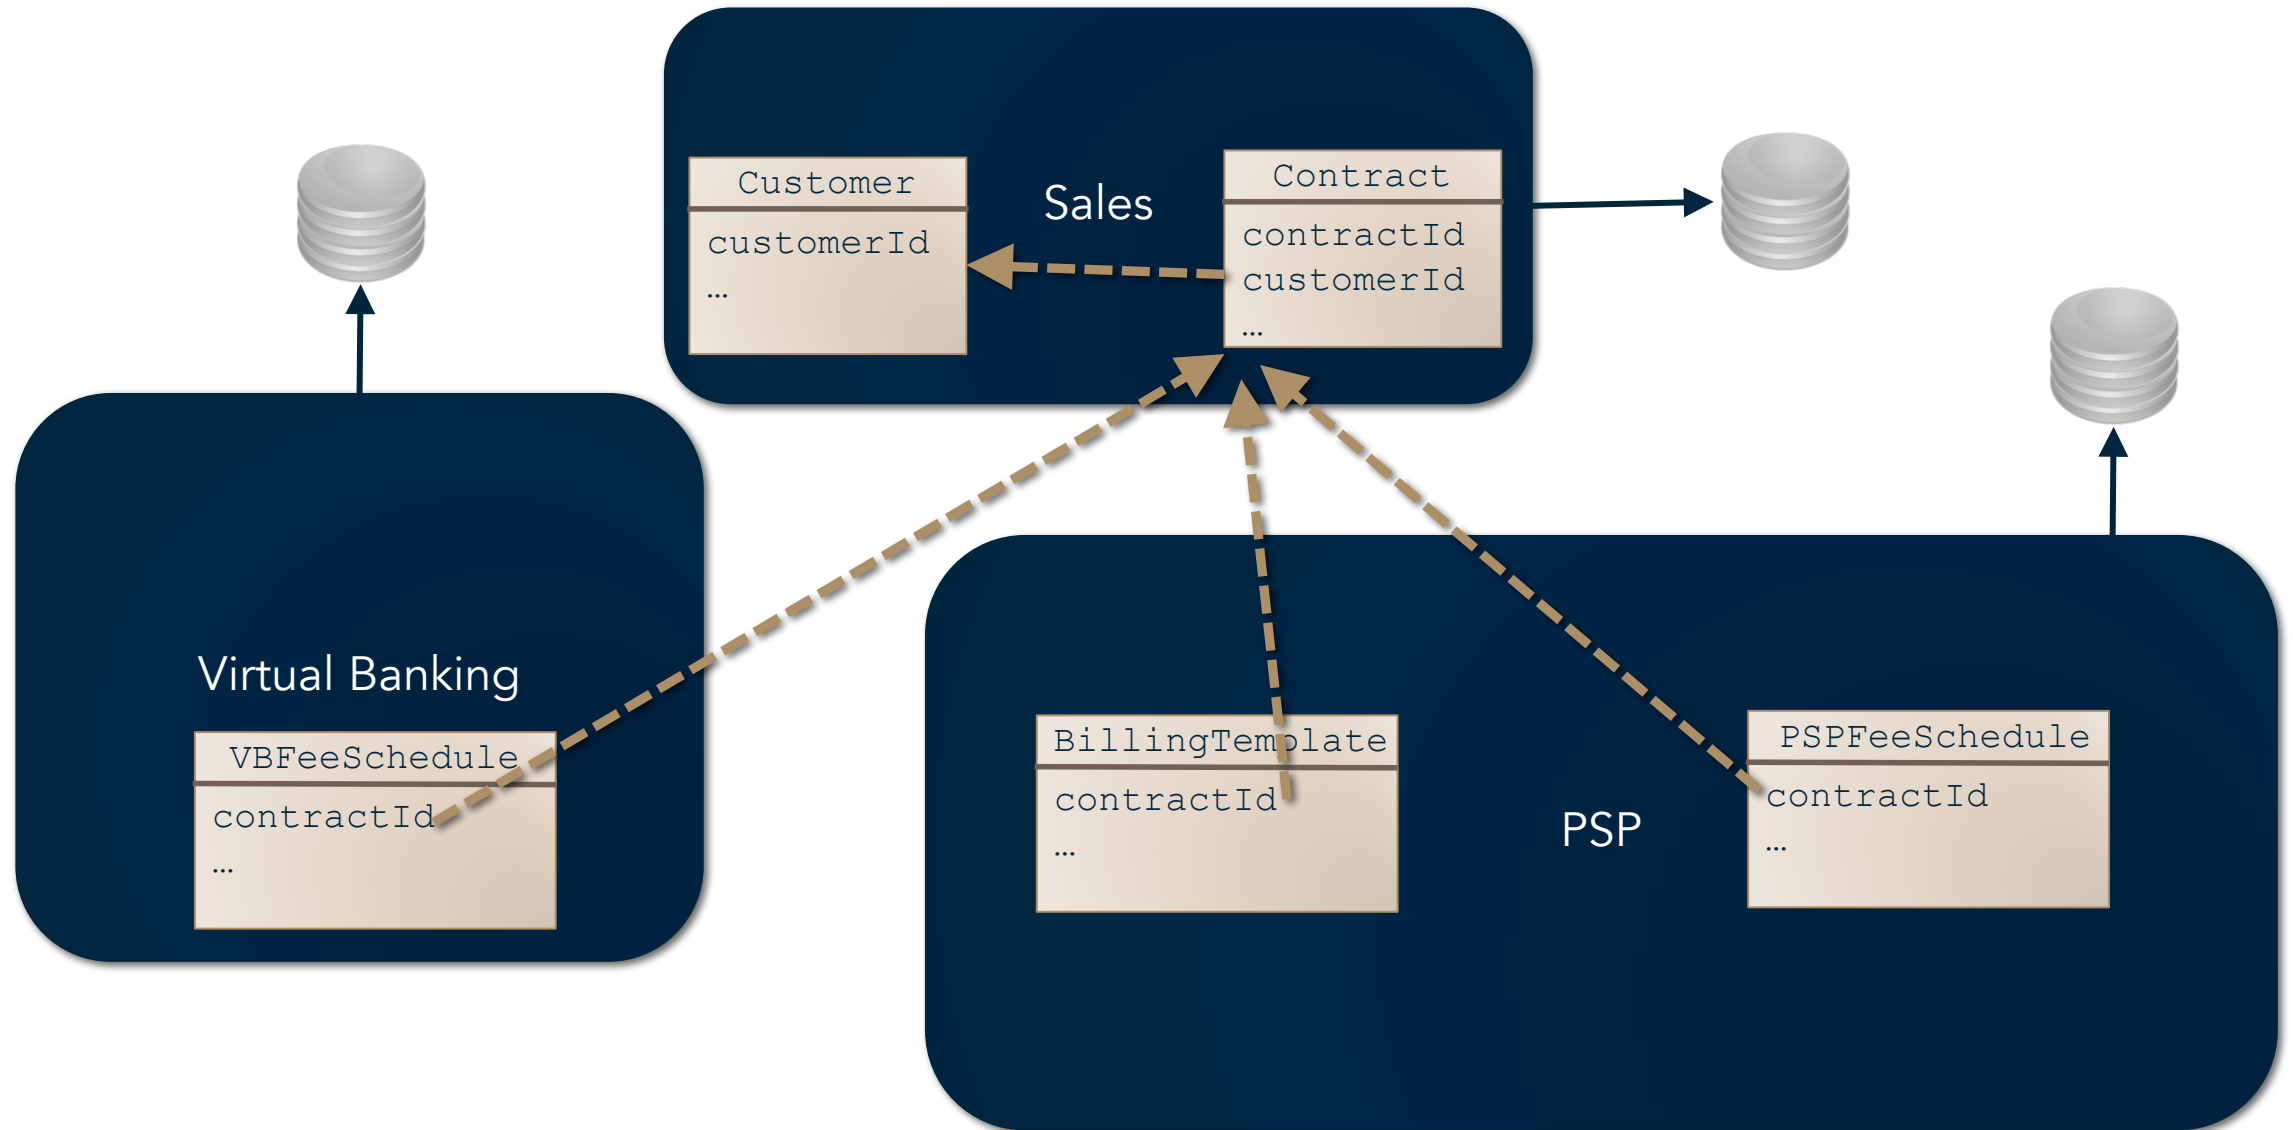 Customer
customerId
…
Sales
Contract
contractId
customerId
…
Virtual Banking
VBFeeSchedule
contractId
…
BillingTemplate
contractId
…
PSP
PSPFeeSchedule
contractId
…